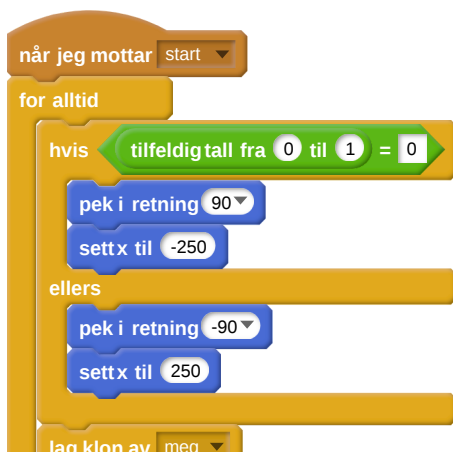 når jeg mottar start
for alltid
hvis tilfeldig tall fra 0 til 1 = 0
pek i retning 90
sett x til -250
ellers
pek i retning -90
sett x til 250
lag klon av meg